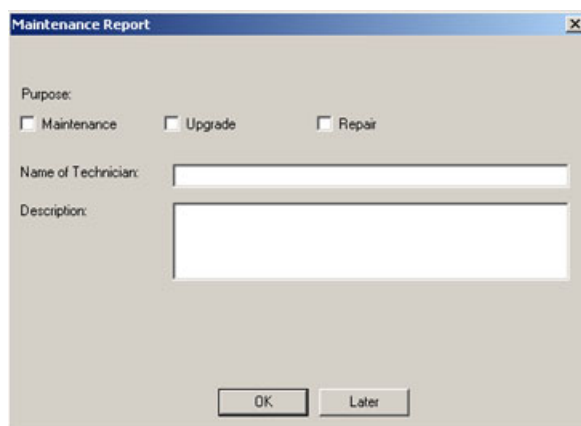 Maintenance Report
Purpose:
Maintenance Upgrade Repair
Name of Technician:
Description:
OK Later